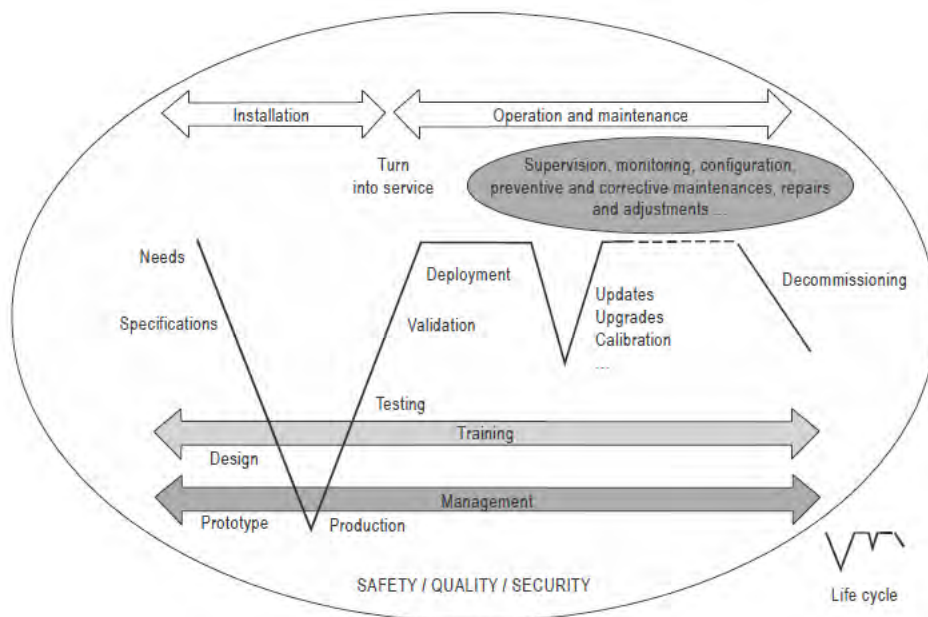 Installation
Operation and maintenance
Turn
into service
Supervision, monitoring, configuration,
preventive and corrective maintenances, repairs
and adjustments ...
Needs
Deployment
Decommissioning
Specifications
Validation
Updates
Upgrades
Calibration
...
Testing
Training
Design
Management
Prototype
Production
SAFETY / QUALITY / SECURITY
Life cycle